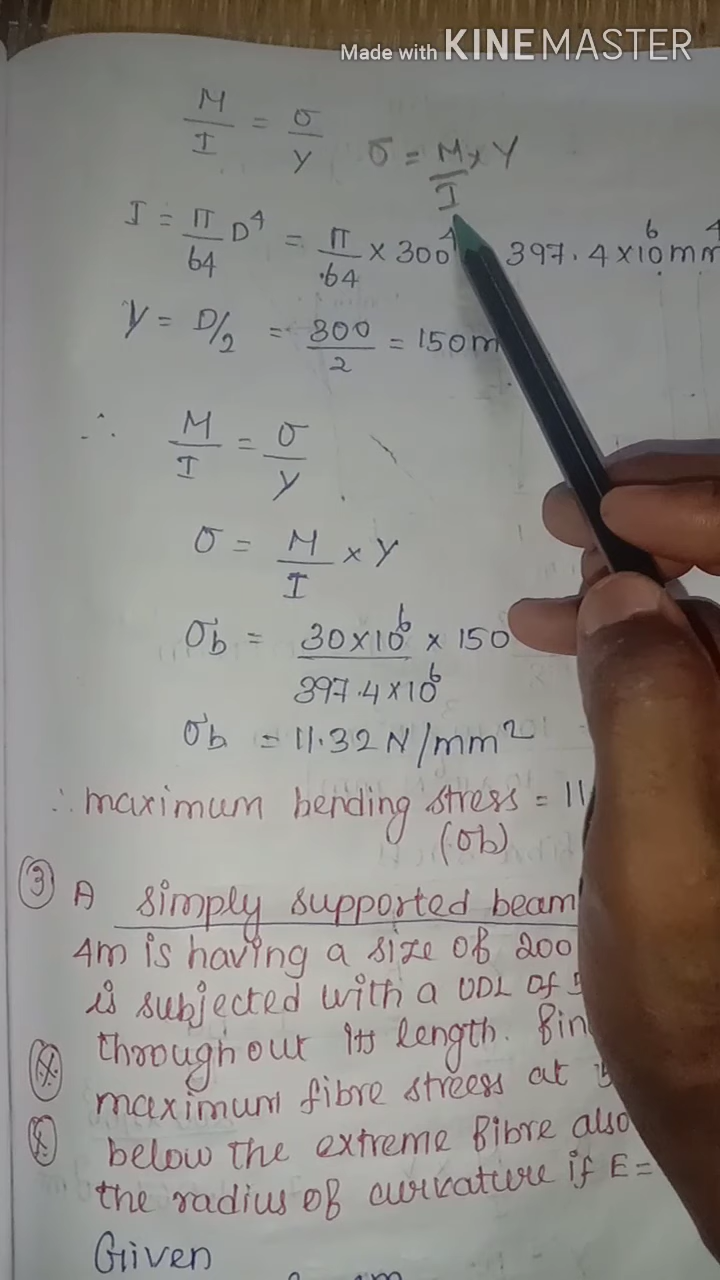 Made with KINEMASTER
M/I = σ/Y σ = M/I × Y
I = π/64 D⁴ = π/64 × 300⁴ 397.4×10⁶mm⁴
Y = D/2 = 300/2 = 150m
∴ M/I = σ/Y
σ = M/I × Y
σb = 30×10⁶/397.4×10⁶ × 150
σb = 11.32 N/mm²
∴ maximum bending stress = 11
(σb)
③ A simply supported beam
4m is having a size of 200
is subjected with a UDL of
throughout its length. Fin
maximum fibre streess at
below the extreme fibre also
the radius of curvature if E =
Given